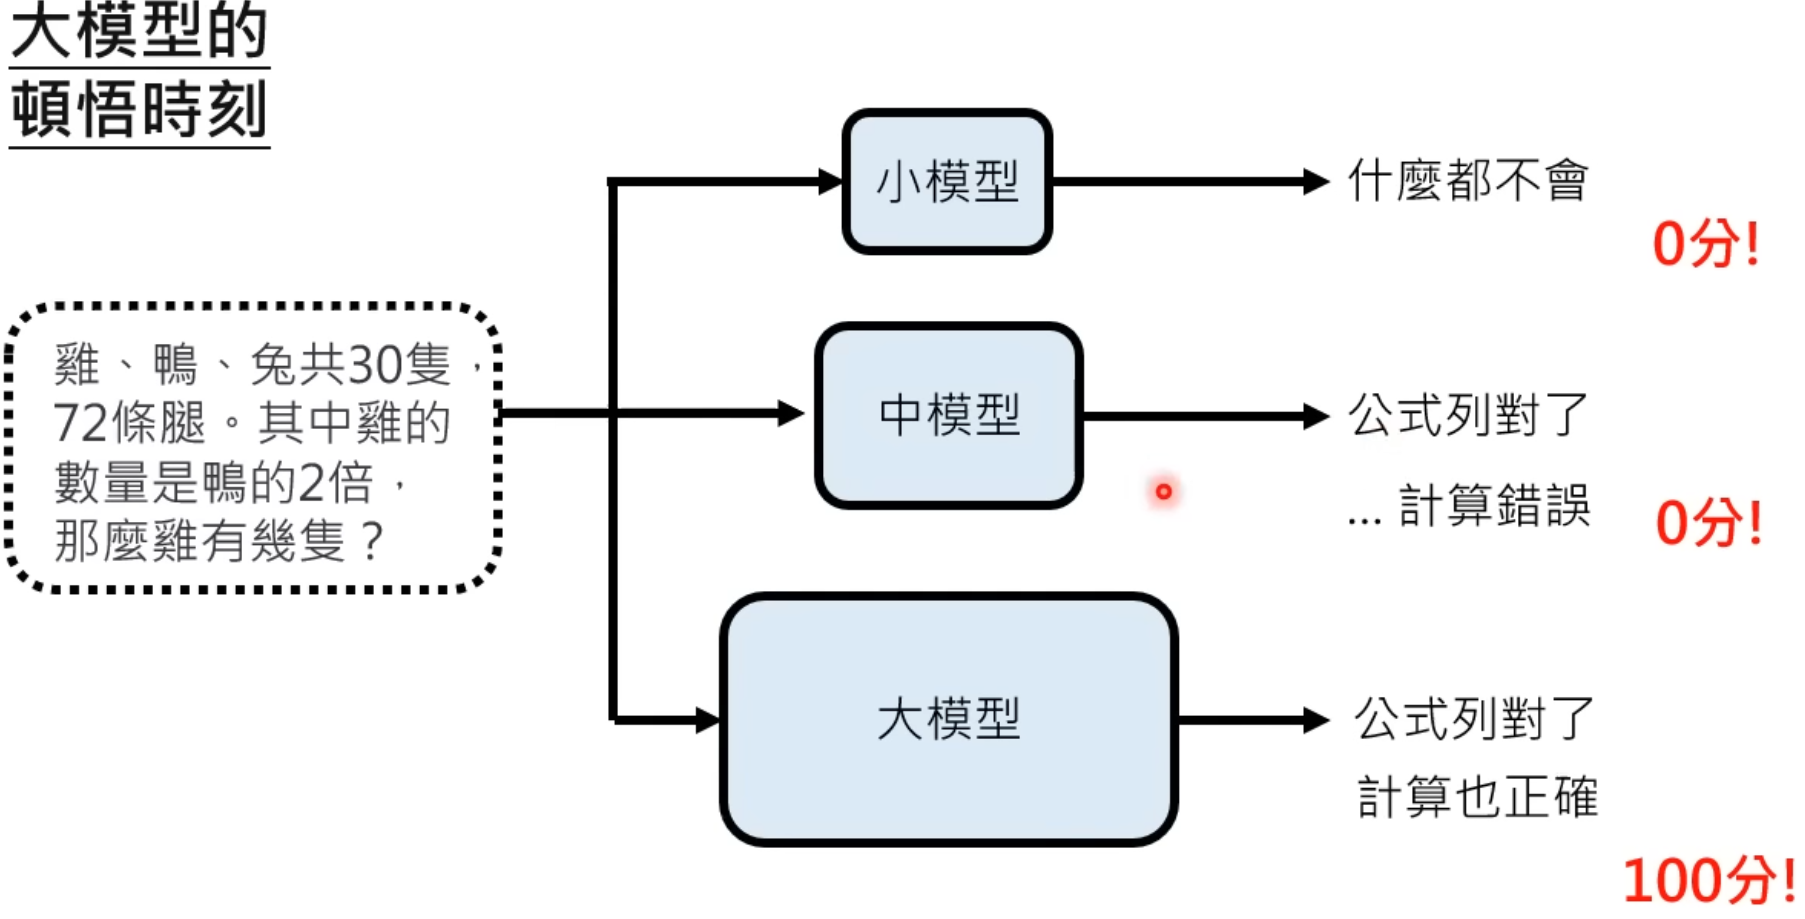 大模型的
頓悟時刻
雞、鴨、兔共30隻，
72條腿。其中雞的
數量是鴨的2倍，
那麼雞有幾隻？
小模型
什麼都不會
0分!
中模型
公式列對了
... 計算錯誤
0分!
大模型
公式列對了
計算也正確
100分!